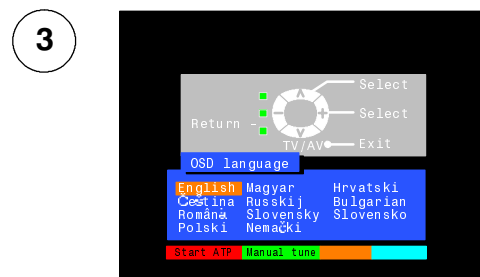 3
Select
Select
Return -
TV/AV
Exit
OSD language
English Magyar Hrvatski
Čeština Russkij Bulgarian
Română Slovensky Slovensko
Polski Nemački
Start ATP Manual tune